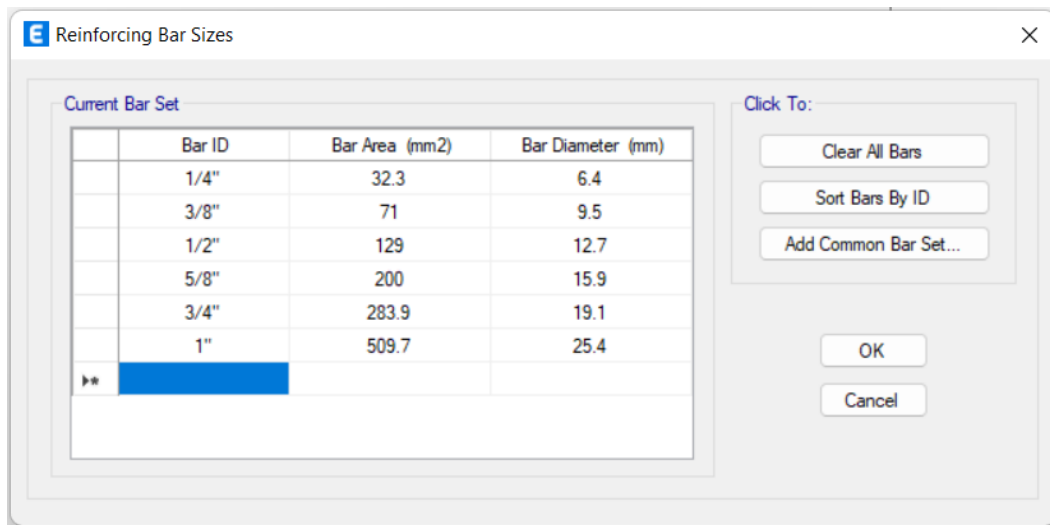 E Reinforcing Bar Sizes
Current Bar Set
Click To:
Bar ID Bar Area (mm2) Bar Diameter (mm)
1/4" 32.3 6.4
3/8" 71 9.5
1/2" 129 12.7
5/8" 200 15.9
3/4" 283.9 19.1
1" 509.7 25.4
Clear All Bars
Sort Bars By ID
Add Common Bar Set...
OK
Cancel